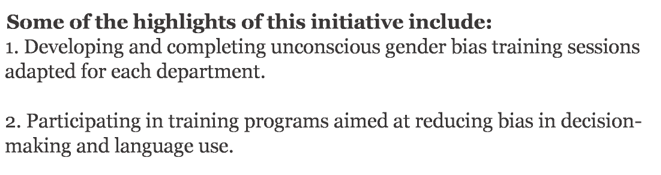 Some of the highlights of this initiative include:
1. Developing and completing unconscious gender bias training sessions
adapted for each department.
2. Participating in training programs aimed at reducing bias in decision-
making and language use.